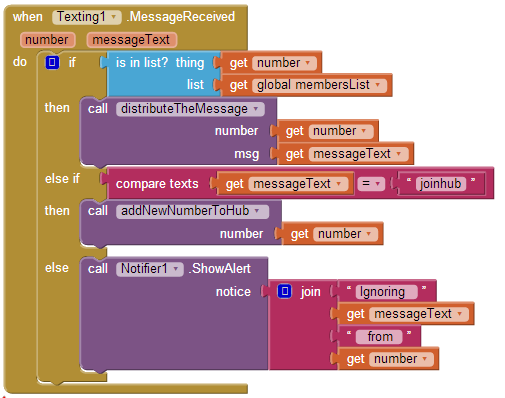 when Texting1 .MessageReceived
number messageText
do if is in list? thing get number
list get global membersList
then call distributeTheMessage
number get number
msg get messageText
else if compare texts get messageText = “ joinhub ”
then call addNewNumberToHub
number get number
else call Notifier1 .ShowAlert
notice join “ Ignoring ”
get messageText
“ from ”
get number